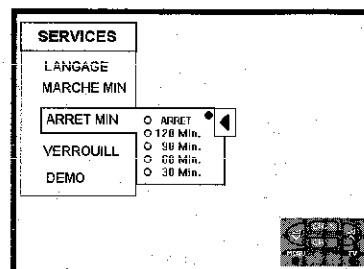 SERVICES
LANGAGE
MARCHE MIN
ARRET MIN
ARRET
120 Min.
90 Min.
60 Min.
30 Min.
VERROUILL
DEMO